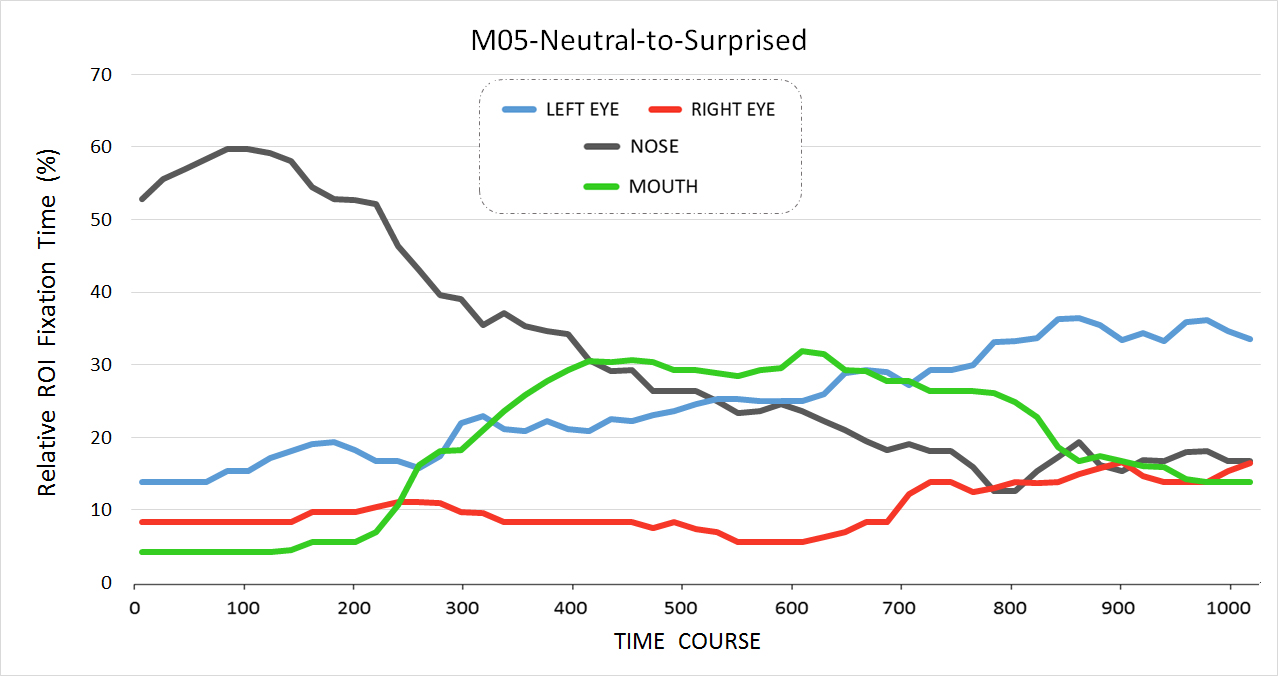 M05-Neutral-to-Surprised
70
LEFT EYE RIGHT EYE
60
NOSE
MOUTH
50
40
30
20
10
0
Relative ROI Fixation Time (%)
0 100 200 300 400 500 600 700 800 900 1000
TIME COURSE